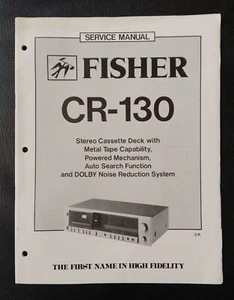 SERVICE MANUAL
FISHER
CR-130
Stereo Cassette Deck with
Metal Tape Capability,
Powered Mechanism,
Auto Search Function
and DOLBY Noise Reduction System
THE FIRST NAME IN HIGH FIDELITY